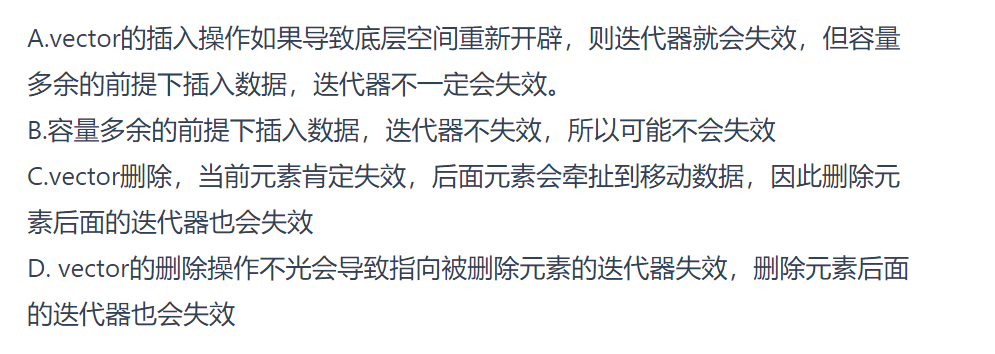 A.vector的插入操作如果导致底层空间重新开辟，则迭代器就会失效，但容量
多余的前提下插入数据，迭代器不一定会失效。
B.容量多余的前提下插入数据，迭代器不失效，所以可能不会失效
C.vector删除，当前元素肯定失效，后面元素会牵扯到移动数据，因此删除元
素后面的迭代器也会失效
D. vector的删除操作不光会导致指向被删除元素的迭代器失效，删除元素后面
的迭代器也会失效